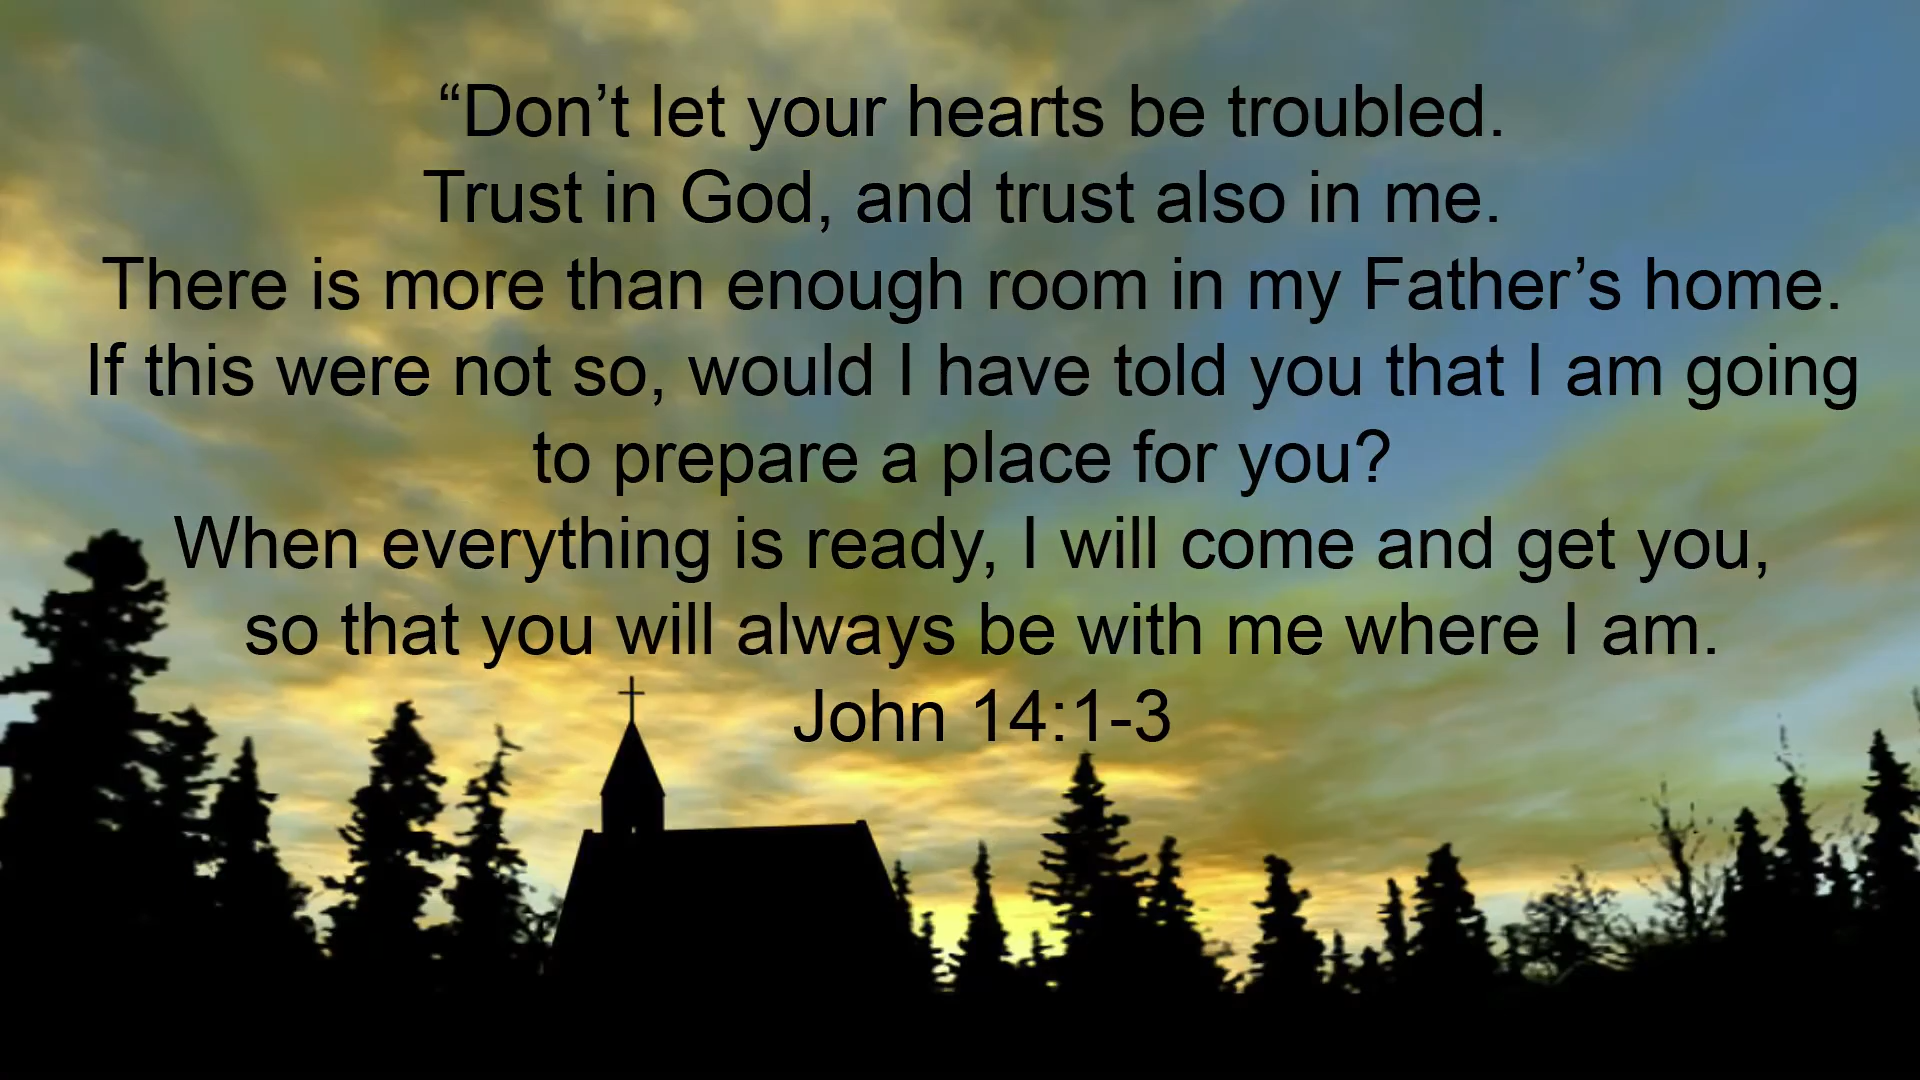 “Don’t let your hearts be troubled.
Trust in God, and trust also in me.
There is more than enough room in my Father’s home.
If this were not so, would I have told you that I am going
to prepare a place for you?
When everything is ready, I will come and get you,
so that you will always be with me where I am.
John 14:1-3